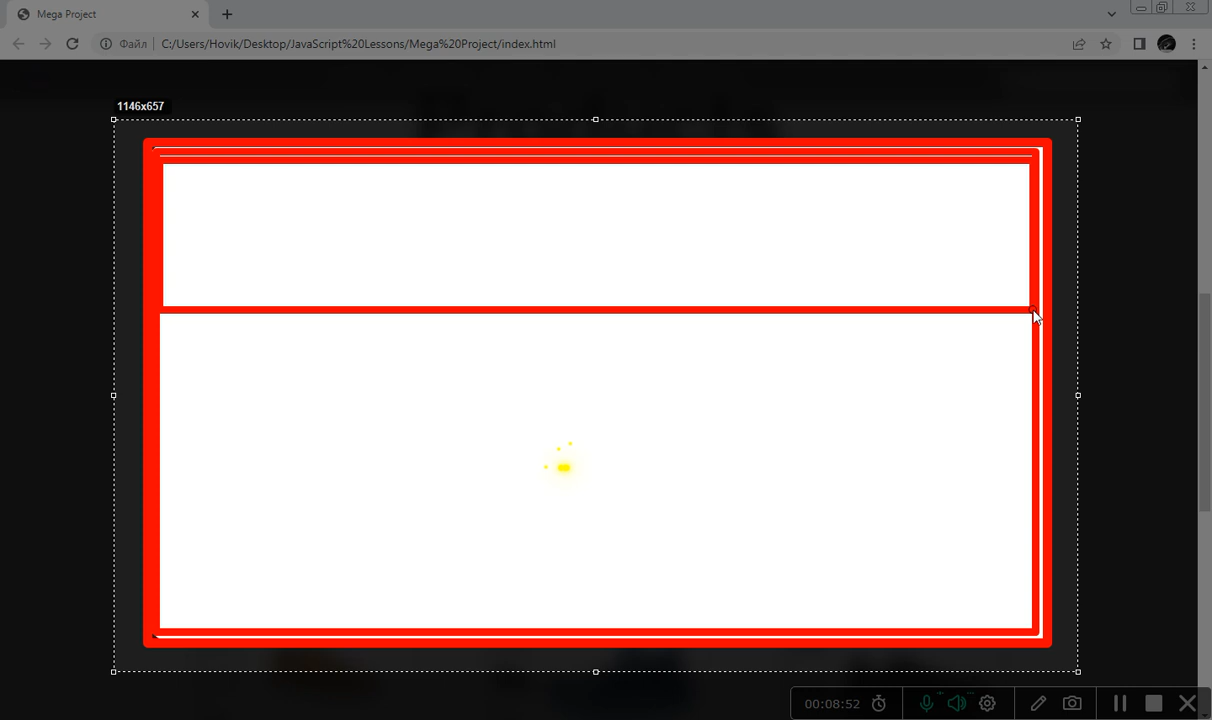 Mega Project
Файл C:/Users/Hovik/Desktop/JavaScript%20Lessons/Mega%20Project/index.html
1146x657
00:08:52